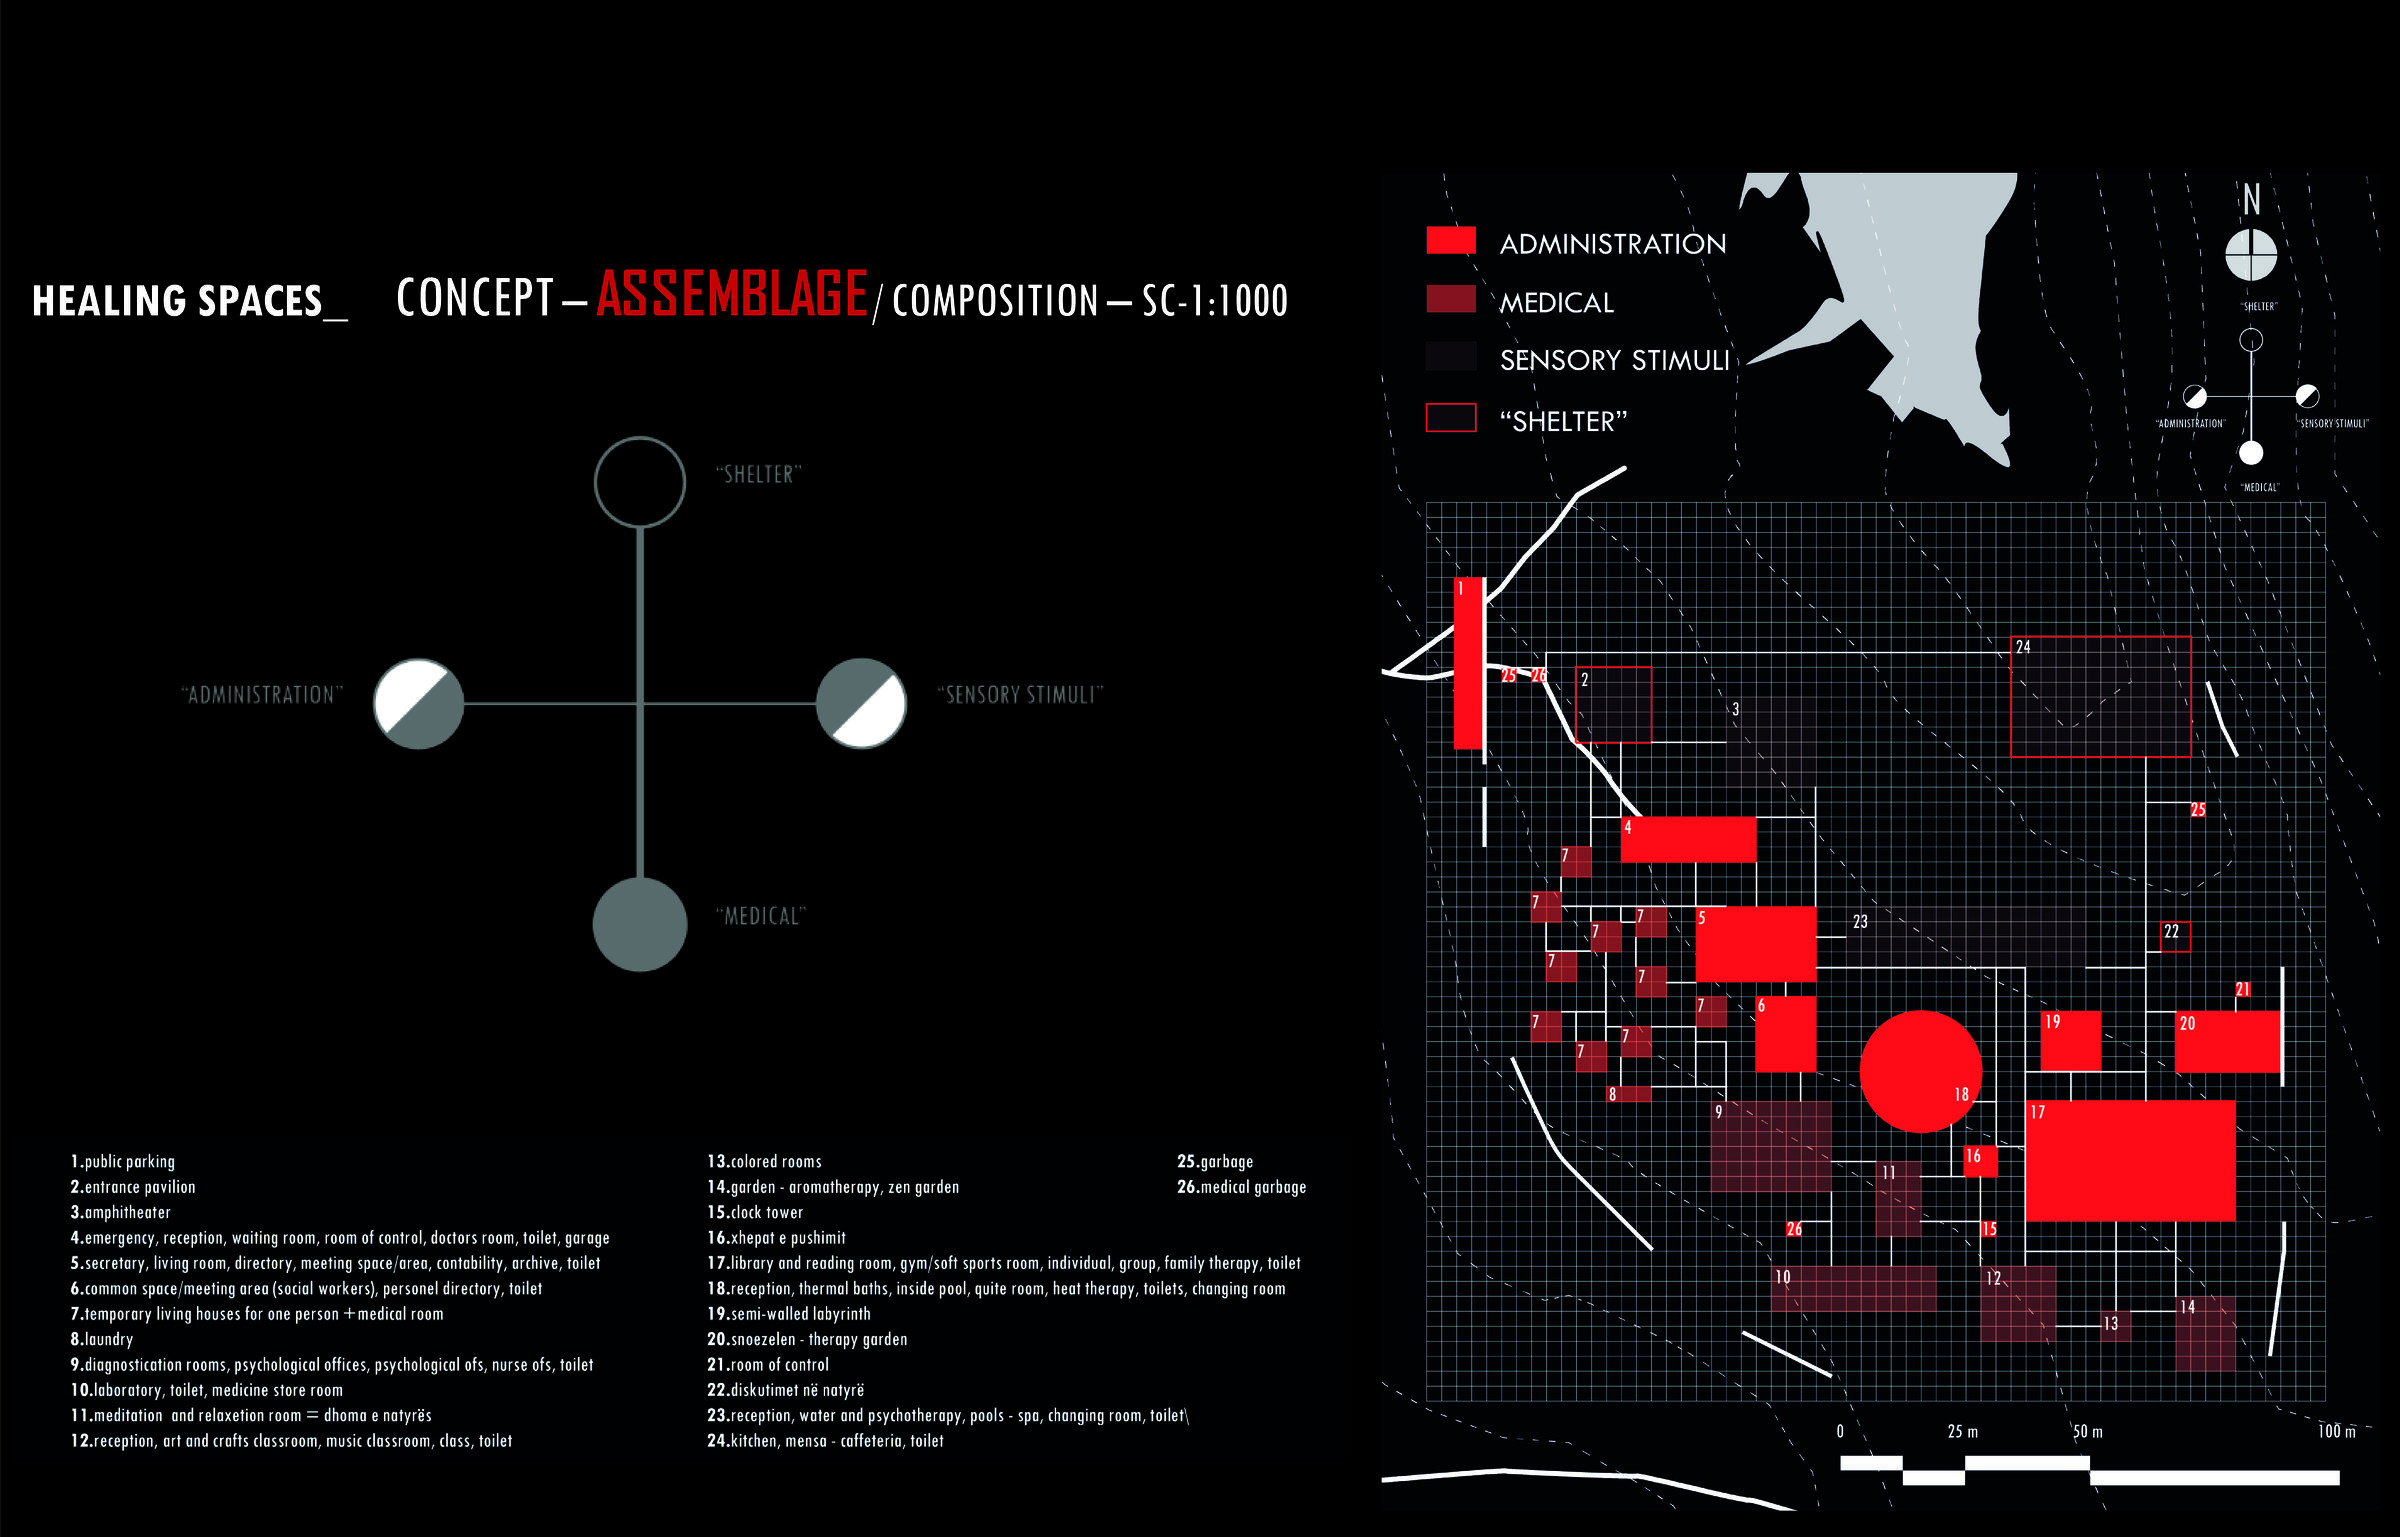 HEALING SPACES_ CONCEPT – ASSEMBLAGE / COMPOSITION – SC-1:1000
“SHELTER”
“ADMINISTRATION”
“SENSORY STIMULI”
“MEDICAL”
1.public parking
2.entrance pavilion
3.amphitheater
4.emergency, reception, waiting room, room of control, doctors room, toilet, garage
5.secretary, living room, directory, meeting space/area, contability, archive, toilet
6.common space/meeting area (social workers), personel directory, toilet
7.temporary living houses for one person +medical room
8.laundry
9.diagnostication rooms, psychological offices, psychological ofs, nurse ofs, toilet
10.laboratory, toilet, medicine store room
11.meditation and relaxetion room = dhoma e natyrës
12.reception, art and crafts classroom, music classroom, class, toilet
13.colored rooms
14.garden - aromatherapy, zen garden
15.clock tower
16.xhepat e pushimit
17.library and reading room, gym/soft sports room, individual, group, family therapy, toilet
18.reception, thermal baths, inside pool, quite room, heat therapy, toilets, changing room
19.semi-walled labyrinth
20.snoezelen - therapy garden
21.room of control
22.diskutimet në natyrë
23.reception, water and psychotherapy, pools - spa, changing room, toilet\
24.kitchen, mensa - caffeteria, toilet
25.garbage
26.medical garbage
ADMINISTRATION
MEDICAL
SENSORY STIMULI
“SHELTER”
N
“SHELTER”
“ADMINISTRATION”
“SENSORY STIMULI”
“MEDICAL”
1
24
25
26
2
3
25
4
7
7
7
7
5
23
22
7
7
7
6
21
7
7
7
19
20
8
9
18
17
16
11
26
15
10
12
14
13
0
25 m
50 m
100 m